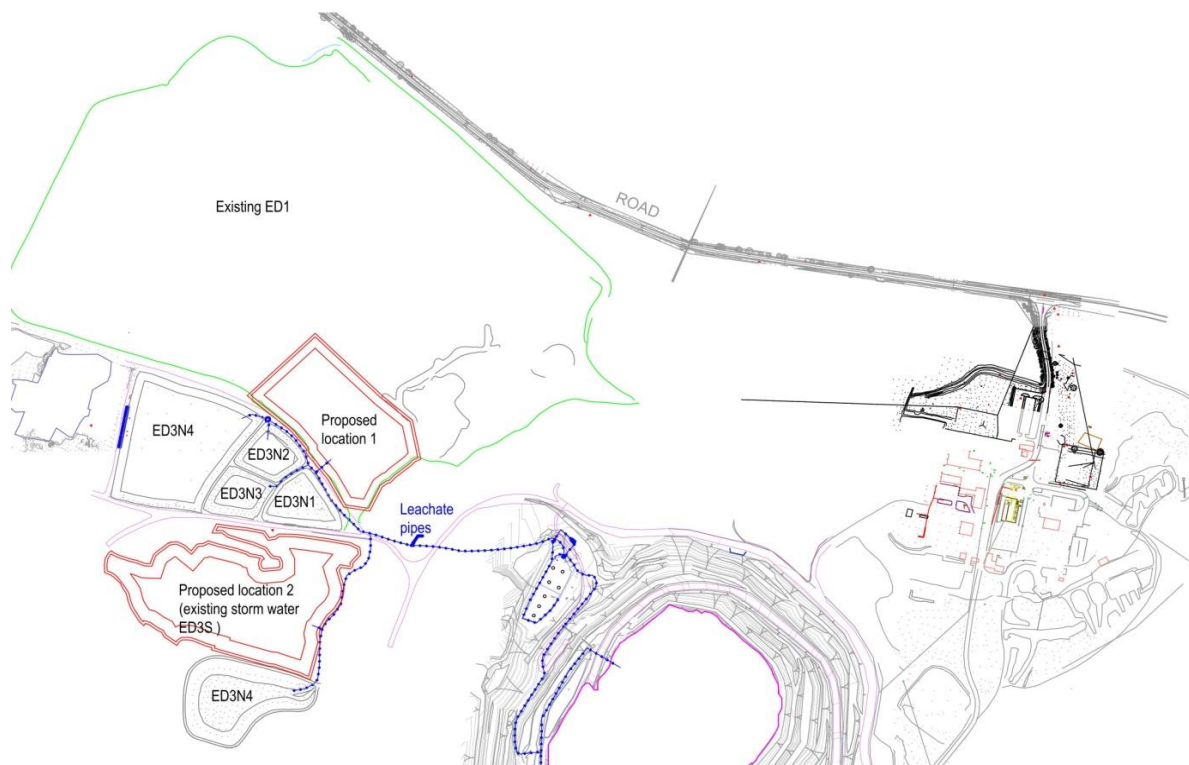 ROAD
Existing ED1
Proposed
location 1
ED3N4
ED3N2
ED3N3
ED3N1
Leachate
pipes
Proposed location 2
(existing storm water
ED3S )
ED3N4